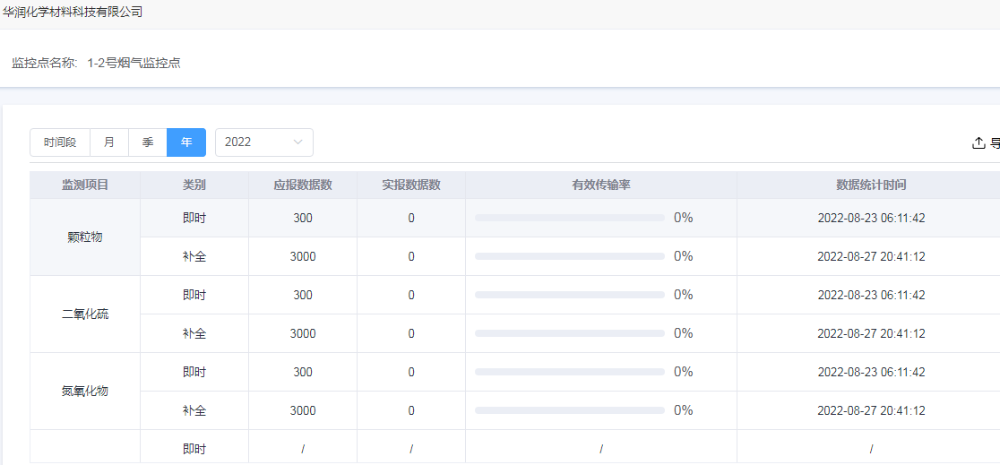 华润化学材料科技有限公司
监控点名称: 1-2号烟气监控点
时间段 月 季 年 2022 导
监测项目 类别 应报数据数 实报数据数 有效传输率 数据统计时间
颗粒物 即时 300 0 0% 2022-08-23 06:11:42
补全 3000 0 0% 2022-08-27 20:41:12
二氧化硫 即时 300 0 0% 2022-08-23 06:11:42
补全 3000 0 0% 2022-08-27 20:41:12
氮氧化物 即时 300 0 0% 2022-08-23 06:11:42
补全 3000 0 0% 2022-08-27 20:41:12
即时 / / / /